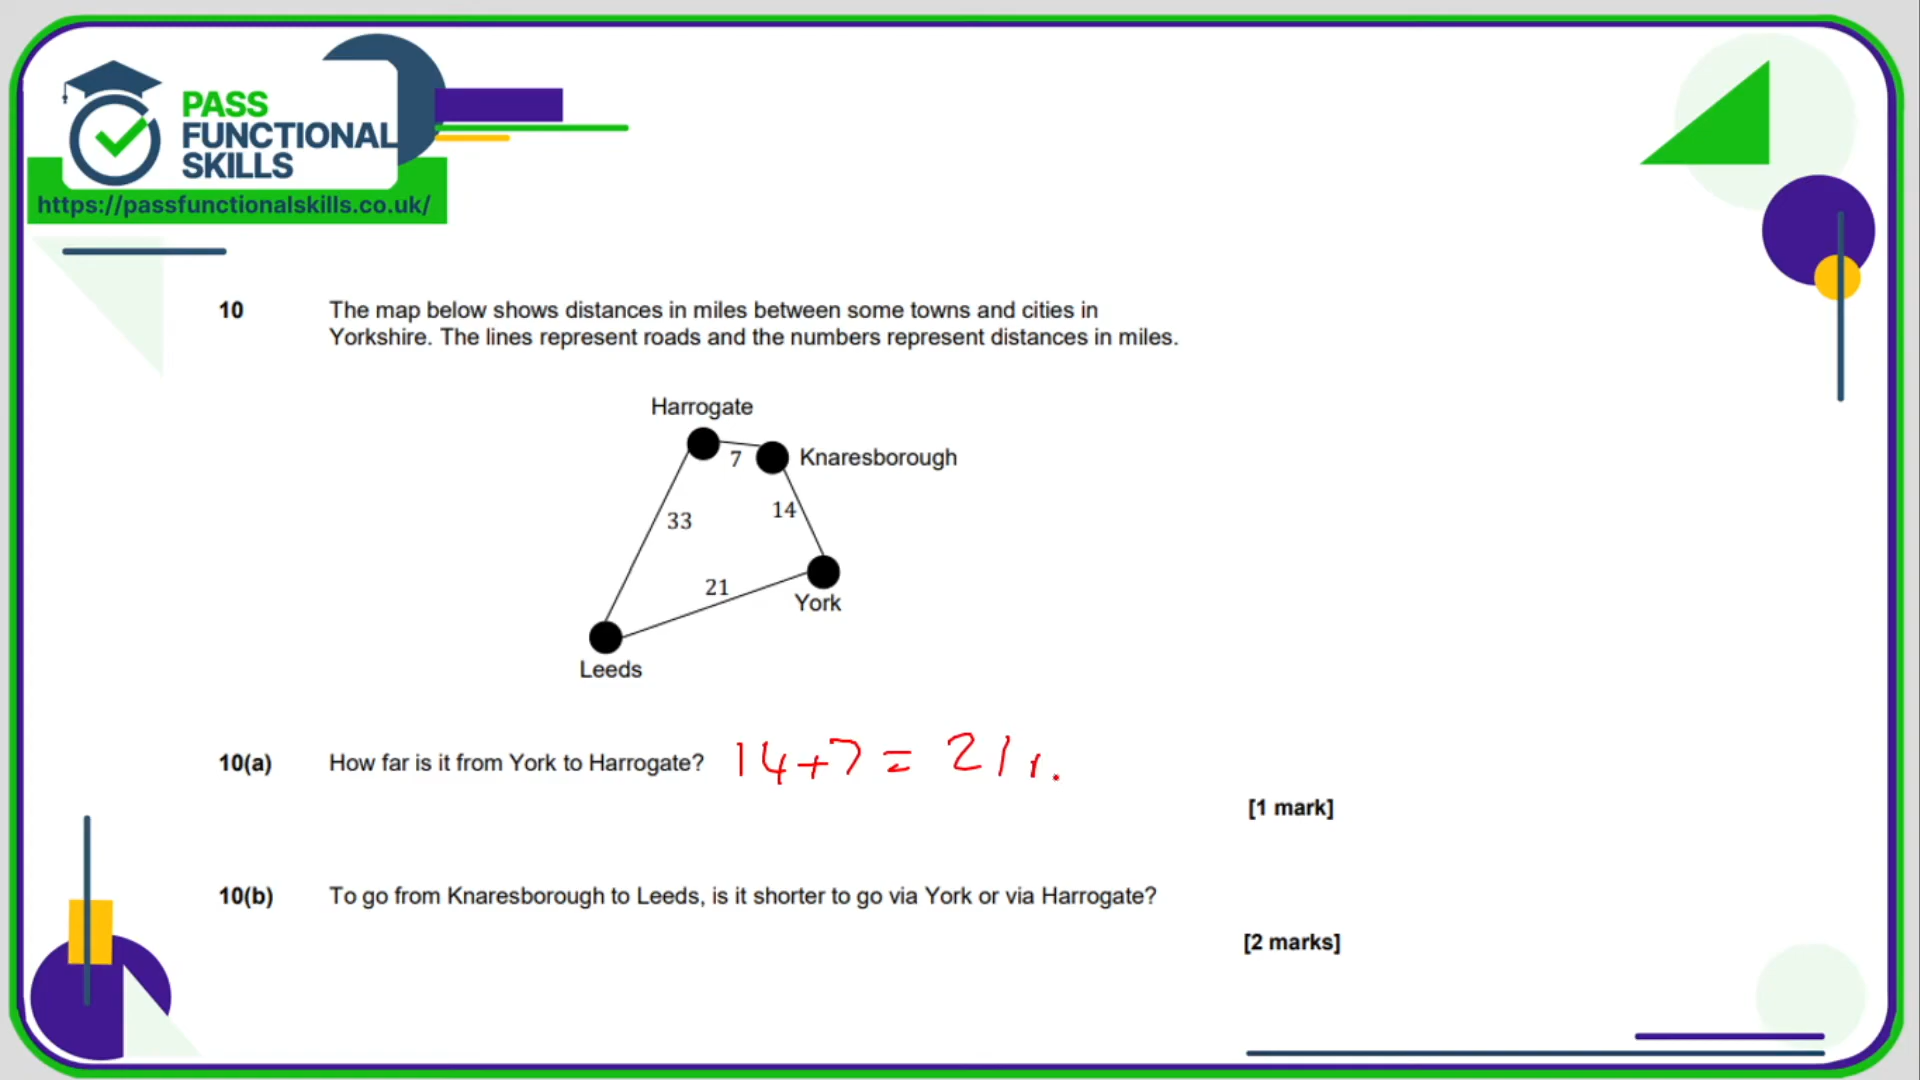 PASS
FUNCTIONAL
SKILLS
https://passfunctionalskills.co.uk/
10 The map below shows distances in miles between some towns and cities in
Yorkshire. The lines represent roads and the numbers represent distances in miles.
Harrogate
7
Knaresborough
14
33
21
York
Leeds
10(a) How far is it from York to Harrogate? 14+7 = 21
[1 mark]
10(b) To go from Knaresborough to Leeds, is it shorter to go via York or via Harrogate?
[2 marks]